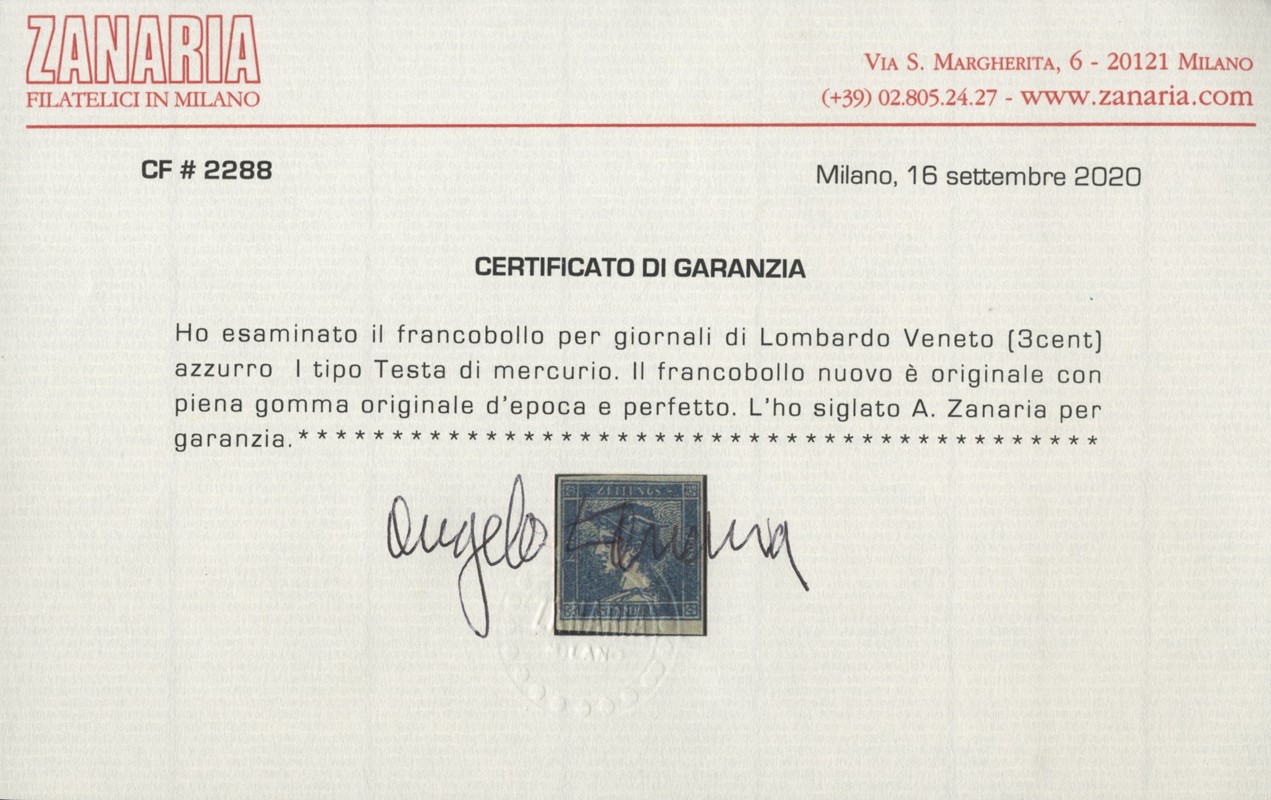 ZANARIA
FILATELICI IN MILANO
VIA S. MARGHERITA, 6 - 20121 MILANO
(+39) 02.805.24.27 - www.zanaria.com
CF # 2288
Milano, 16 settembre 2020
CERTIFICATO DI GARANZIA
Ho esaminato il francobollo per giornali di Lombardo Veneto (3cent)
azzurro I tipo Testa di mercurio. Il francobollo nuovo è originale con
piena gomma originale d'epoca e perfetto. L'ho siglato A. Zanaria per
garanzia.*******************************************
ZEITUNGS
Angelo Zanaria
ZANARIA
MILANO